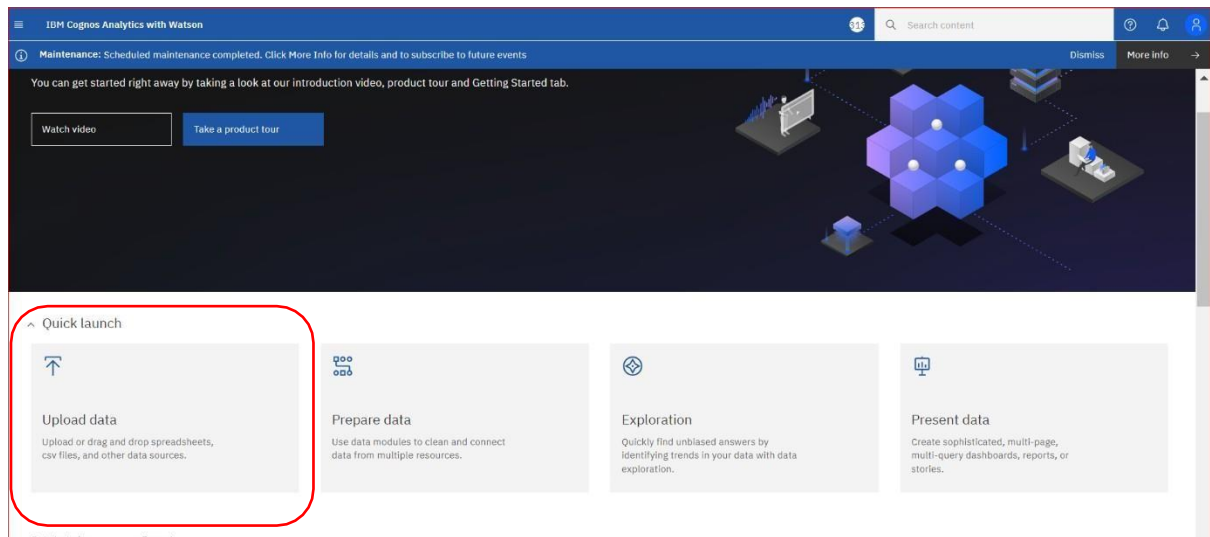 IBM Cognos Analytics with Watson
Search content
Maintenance: Scheduled maintenance completed. Click More Info for details and to subscribe to future events
Dismiss
More info
You can get started right away by taking a look at our introduction video, product tour and Getting Started tab.
Watch video
Take a product tour
Quick launch
Upload data
Upload or drag and drop spreadsheets,
csv files, and other data sources.
Prepare data
Use data modules to clean and connect
data from multiple resources.
Exploration
Quickly find unbiased answers by
identifying trends in your data with data
exploration.
Present data
Create sophisticated, multi-page,
multi-query dashboards, reports, or
stories.